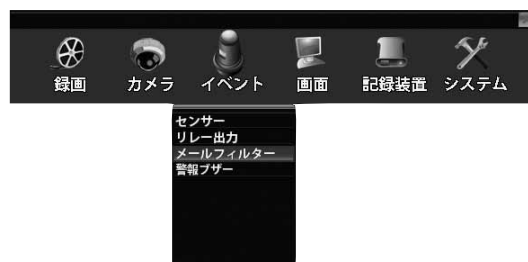 録画 カメラ イベント 画面 記録装置 システム
センサー
リレー出力
メールフィルター
警報ブザー